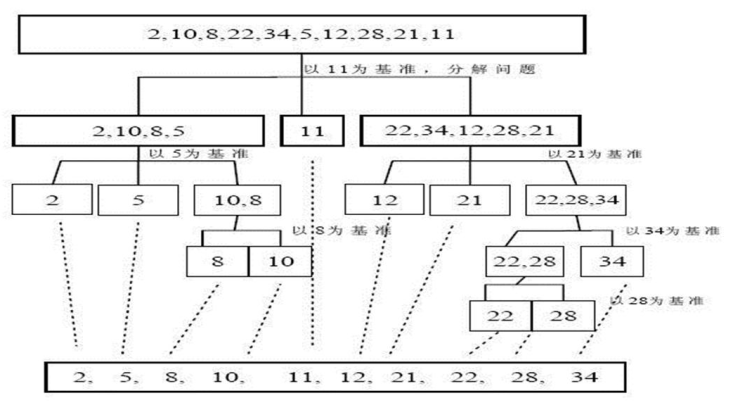 2,10,8,22,34,5,12,28,21,11
以11为基准，分解问题
2,10,8,5
11
22,34,12,28,21
以5为基准
以21为基准
2
5
10,8
12
21
22,28,34
以8为基准
以34为基准
8
10
22,28
34
以28为基准
22
28
2, 5, 8, 10, 11, 12, 21, 22, 28, 34